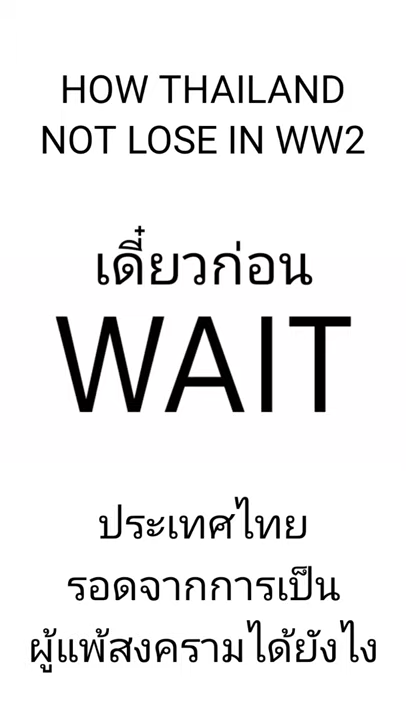 HOW THAILAND
NOT LOSE IN WW2
เดี๋ยวก่อน
WAIT
ประเทศไทย
รอดจากการเป็น
ผู้แพ้สงครามได้ยังไง